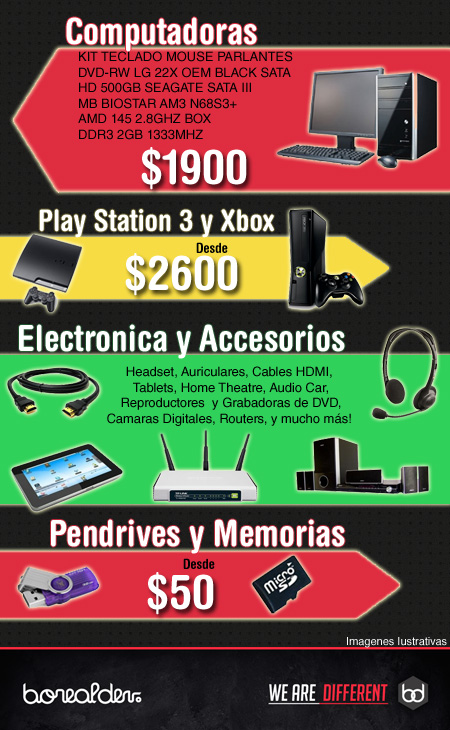 Computadoras
KIT TECLADO MOUSE PARLANTES
DVD-RW LG 22X OEM BLACK SATA
HD 500GB SEAGATE SATA III
MB BIOSTAR AM3 N68S3+
AMD 145 2.8GHZ BOX
DDR3 2GB 1333MHZ
$1900
Play Station 3 y Xbox
Desde
$2600
Electronica y Accesorios
Headset, Auriculares, Cables HDMI,
Tablets, Home Theatre, Audio Car,
Reproductores y Grabadoras de DVD,
Camaras Digitales, Routers, y mucho más!
Pendrives y Memorias
Desde
$50
micro SD
Imagenes lustrativas
borealdev.
WE ARE DIFFERENT bd